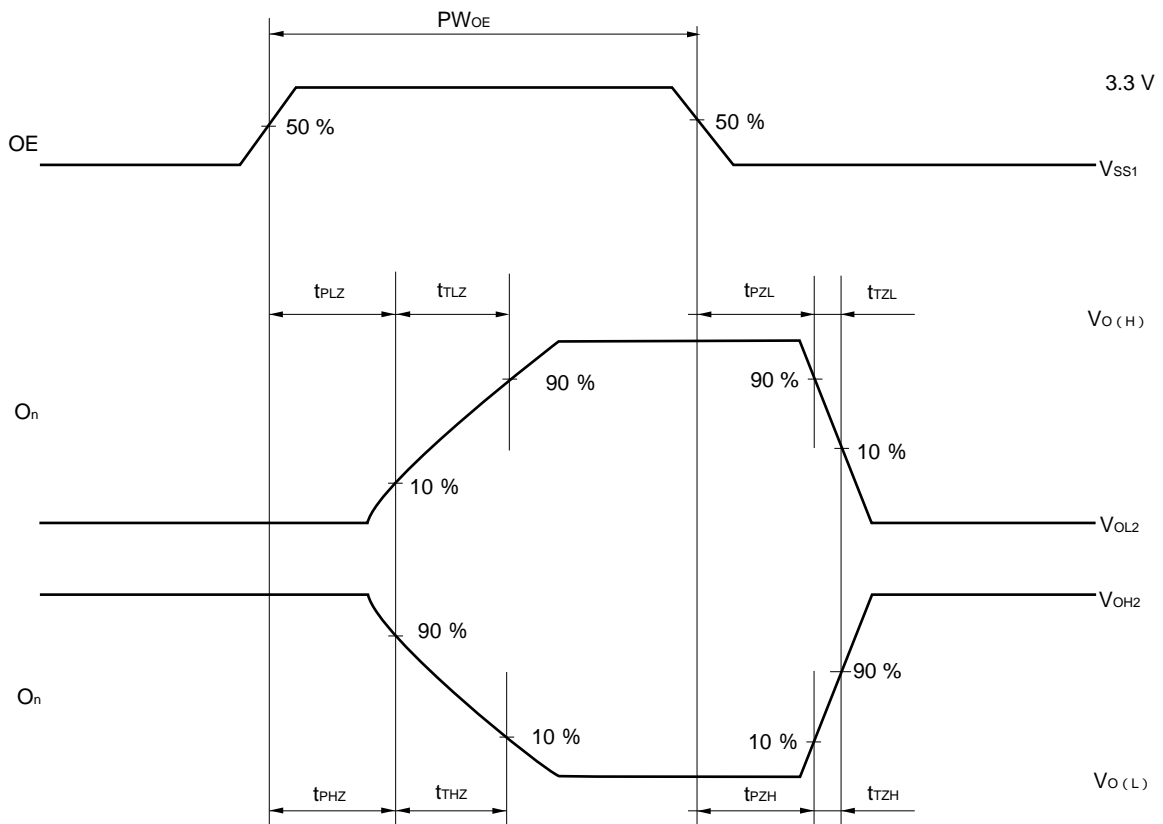 PWOE
3.3 V
50 %
50 %
OE
VSS1
tPLZ
tTLZ
tPZL
tTZL
VO (H)
90 %
90 %
On
10 %
10 %
VOL2
VOH2
90 %
90 %
On
10 %
10 %
VO (L)
tPHZ
tTHZ
tPZH
tTZH